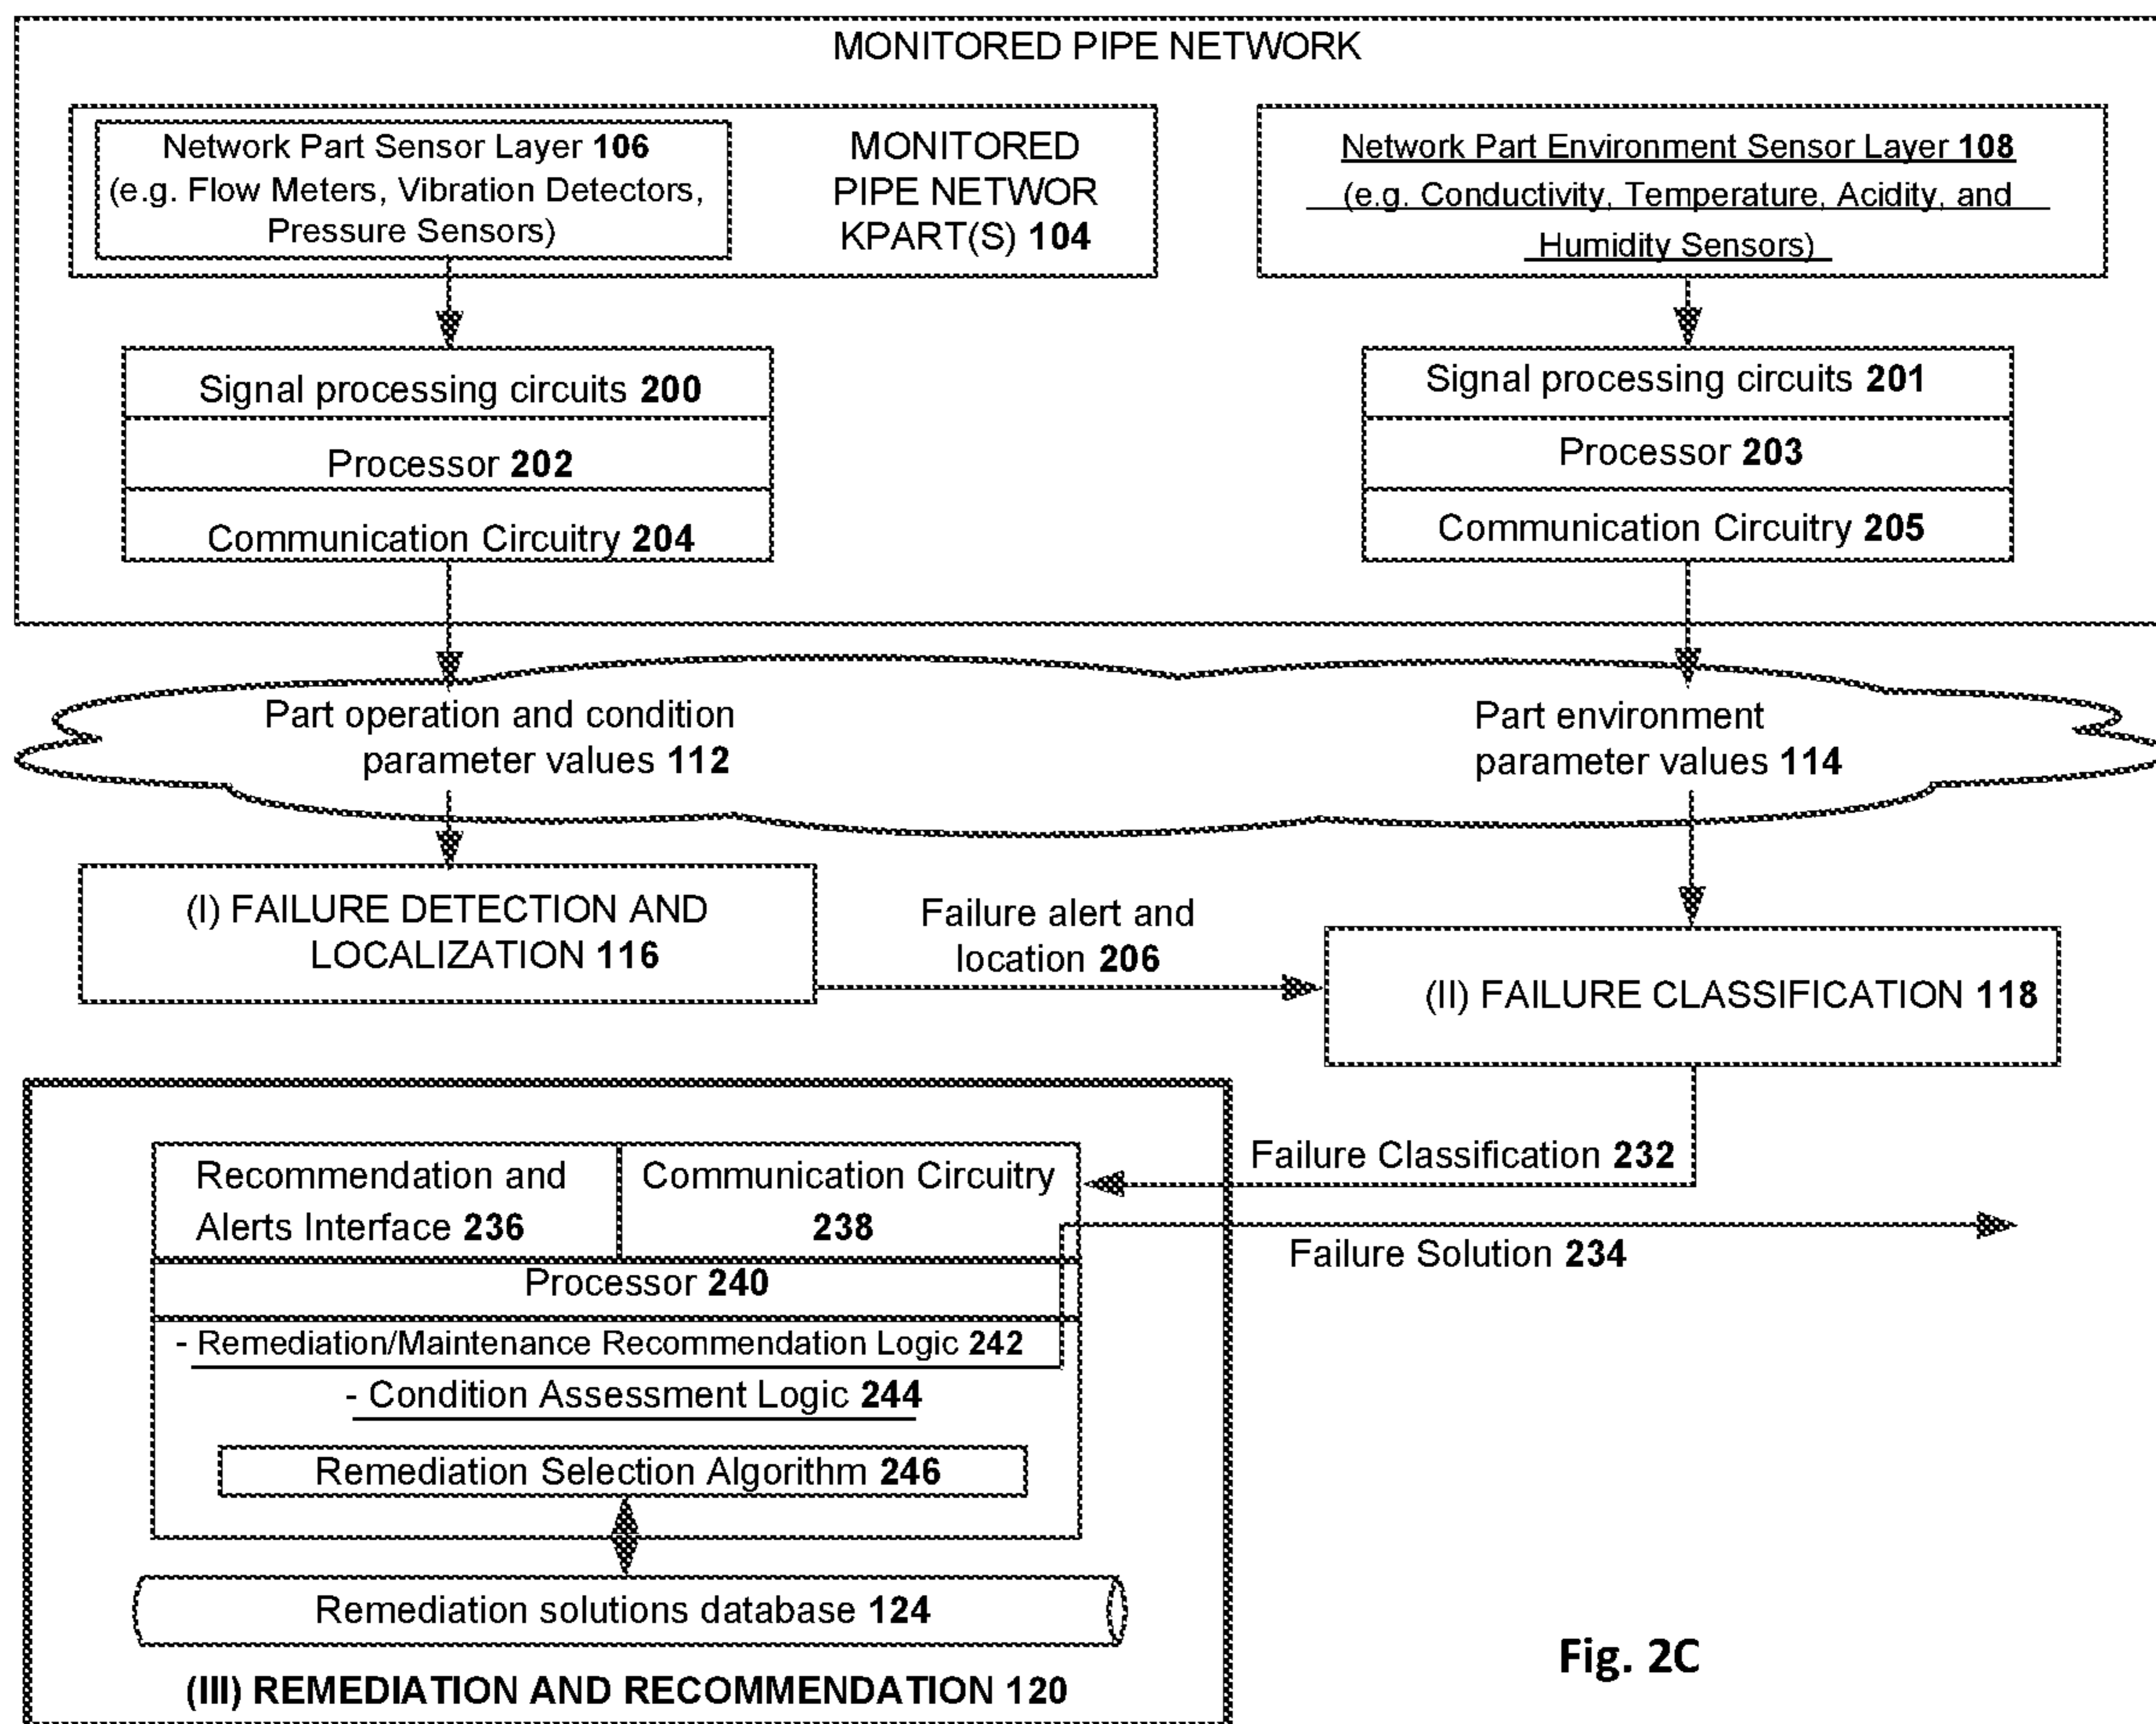 MONITORED PIPE NETWORK
Network Part Sensor Layer 106
(e.g. Flow Meters, Vibration Detectors,
Pressure Sensors)
MONITORED
PIPE NETWOR
KPART(S) 104
Network Part Environment Sensor Layer 108
(e.g. Conductivity, Temperature, Acidity, and
Humidity Sensors)
Signal processing circuits 200
Processor 202
Communication Circuitry 204
Signal processing circuits 201
Processor 203
Communication Circuitry 205
Part operation and condition
parameter values 112
Part environment
parameter values 114
(I) FAILURE DETECTION AND
LOCALIZATION 116
Failure alert and
location 206
(II) FAILURE CLASSIFICATION 118
Failure Classification 232
Failure Solution 234
Recommendation and
Alerts Interface 236
Communication Circuitry
238
Processor 240
- Remediation/Maintenance Recommendation Logic 242
- Condition Assessment Logic 244
Remediation Selection Algorithm 246
Remediation solutions database 124
(III) REMEDIATION AND RECOMMENDATION 120
Fig. 2C